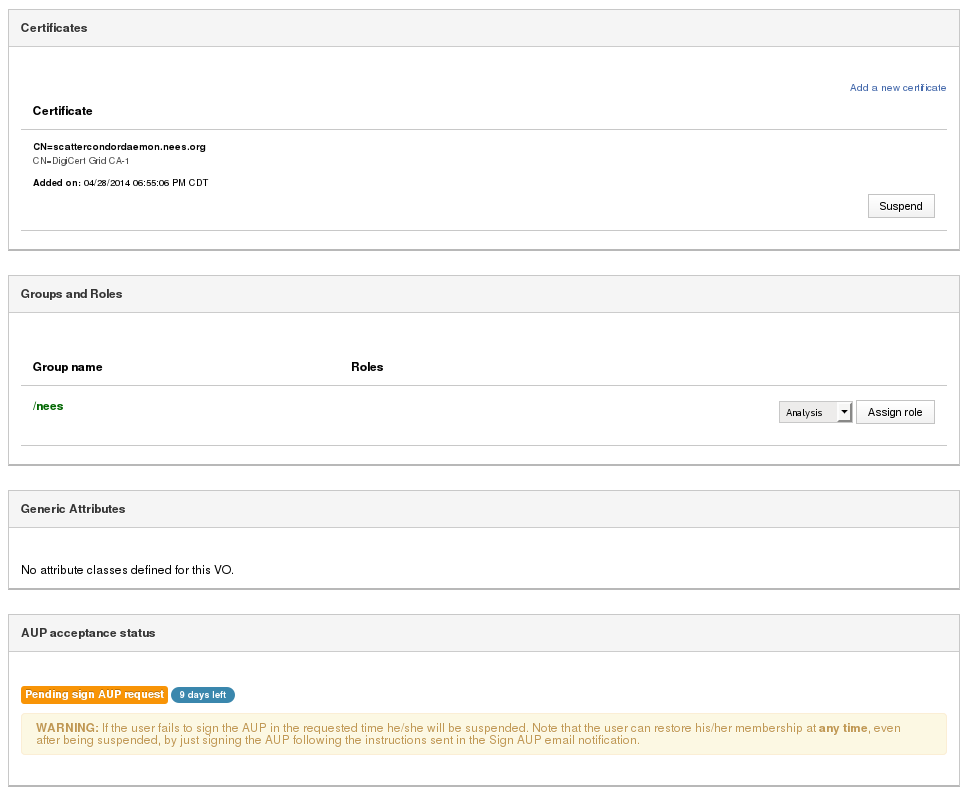 Certificates
Add a new certificate
Certificate
CN=scattercondordaemon.nees.org
CN=DigiCert Grid CA-1
Added on: 04/28/2014 06:55:06 PM CDT
Suspend
Groups and Roles
Group name Roles
/nees Analysis Assign role
Generic Attributes
No attribute classes defined for this VO.
AUP acceptance status
Pending sign AUP request 9 days left
WARNING: If the user fails to sign the AUP in the requested time he/she will be suspended. Note that the user can restore his/her membership at any time, even
after being suspended, by just signing the AUP following the instructions sent in the Sign AUP email notification.